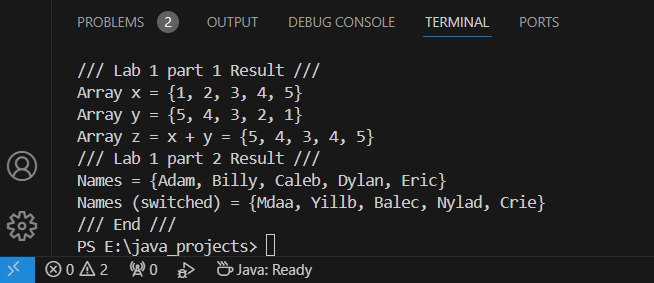 PROBLEMS 2 OUTPUT DEBUG CONSOLE TERMINAL PORTS
/// Lab 1 part 1 Result ///
Array x = {1, 2, 3, 4, 5}
Array y = {5, 4, 3, 2, 1}
Array z = x + y = {5, 4, 3, 4, 5}
/// Lab 1 part 2 Result ///
Names = {Adam, Billy, Caleb, Dylan, Eric}
Names (switched) = {Mdaa, Yillb, Balec, Nylad, Crie}
/// End ///
PS E:\java_projects>
0 2 0 Java: Ready